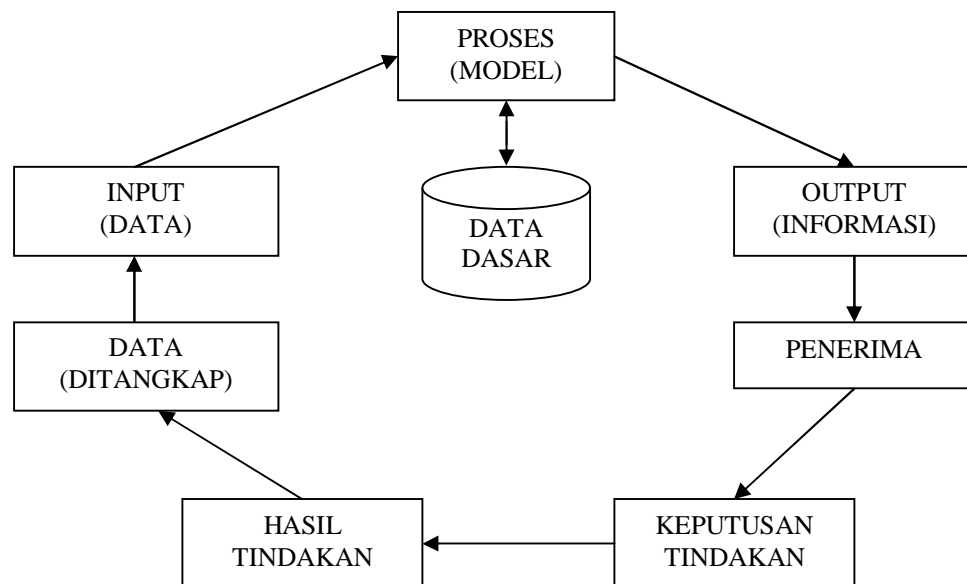 PROSES
(MODEL)
INPUT
(DATA)
DATA
DASAR
OUTPUT
(INFORMASI)
DATA
(DITANGKAP)
PENERIMA
HASIL
TINDAKAN
KEPUTUSAN
TINDAKAN